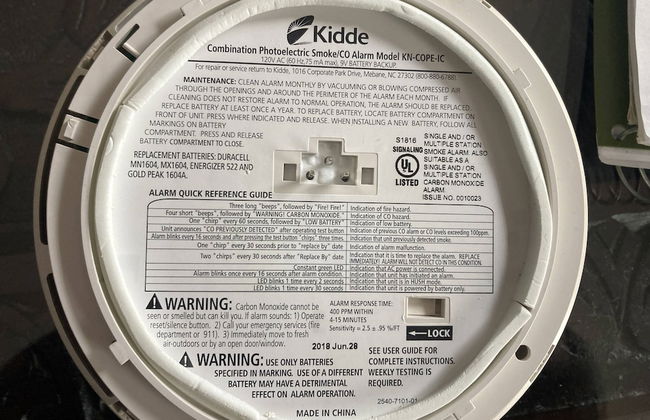 Kidde
Combination Photoelectric Smoke/CO Alarm Model KN-COPE-IC
120V AC (60 Hz,75 mA max), 9V BATTERY BACKUP.
For repair or service return to Kidde, 1016 Corporate Park Drive, Mebane, NC 27302 (800-880-6788).
MAINTENANCE: CLEAN ALARM MONTHLY BY VACUUMING OR BLOWING COMPRESSED AIR
THROUGH THE OPENINGS AND AROUND THE PERIMETER OF THE ALARM EACH MONTH. IF
CLEANING DOES NOT RESTORE ALARM TO NORMAL OPERATION, THE ALARM SHOULD BE REPLACED.
REPLACE BATTERY AT LEAST ONCE A YEAR. TO REPLACE BATTERY, LOCATE BATTERY COMPARTMENT ON
FRONT OF UNIT. PRESS WHERE INDICATED AND RELEASE. WHEN INSTALLING A NEW BATTERY, FOLLOW ALL
MARKINGS ON BATTERY
COMPARTMENT. PRESS AND RELEASE
BATTERY COMPARTMENT TO CLOSE.
REPLACEMENT BATTERIES: DURACELL
MN1604, MX1604, ENERGIZER 522 AND
GOLD PEAK 1604A.
S1816
SIGNALING
UL
LISTED
SINGLE AND / OR
MULTIPLE STATION
SMOKE ALARM. ALSO
SUITABLE AS A
SINGLE AND / OR
MULTIPLE STATION
CARBON MONOXIDE
ALARM.
ISSUE NO. 0010023
ALARM QUICK REFERENCE GUIDE
Three long "beeps", followed by "Fire! Fire!" Indication of fire hazard.
Four short "beeps", followed by "WARNING! CARBON MONOXIDE." Indication of CO hazard.
One "chirp" every 60 seconds, followed by "LOW BATTERY" Indication of low battery.
Unit announces "CO PREVIOUSLY DETECTED" after operating test button Indication of previous CO alarm or CO levels exceeding 100ppm.
Alarm blinks every 16 seconds and after pressing the test button "chirps" three times. Indication that unit previously detected smoke.
One "chirp" every 30 seconds prior to "replace by" date Indication of alarm malfunction.
Two "chirps" every 30 seconds after "Replace By" date Indication that it is time to replace the alarm. REPLACE
IMMEDIATELY! ALARM WILL NOT DETECT CO IN THIS CONDITION.
Constant green LED Indication that AC power is connected.
Alarm blinks once every 16 seconds after alarm condition. Indication that unit has initiated an alarm.
LED blinks 1 time every 2 seconds Indication that unit is in HUSH mode.
LED blinks 1 time every 30 seconds Indication that unit is powered by battery only.
WARNING: Carbon Monoxide cannot be
seen or smelled but can kill you. If alarm sounds: 1) Operate
reset/silence button. 2) Call your emergency services (fire
department or 911). 3) Immediately move to fresh
air-outdoors or by an open door/window.
ALARM RESPONSE TIME:
400 PPM WITHIN
4-15 MINUTES
Sensitivity = 2.5 ± .95 %/FT
LOCK
2018 Jun.28
WARNING: USE ONLY BATTERIES
SPECIFIED IN MARKING. USE OF A DIFFERENT
BATTERY MAY HAVE A DETRIMENTAL
EFFECT ON ALARM OPERATION.
SEE USER GUIDE FOR
COMPLETE INSTRUCTIONS.
WEEKLY TESTING IS
REQUIRED.
2540-7101-01
MADE IN CHINA